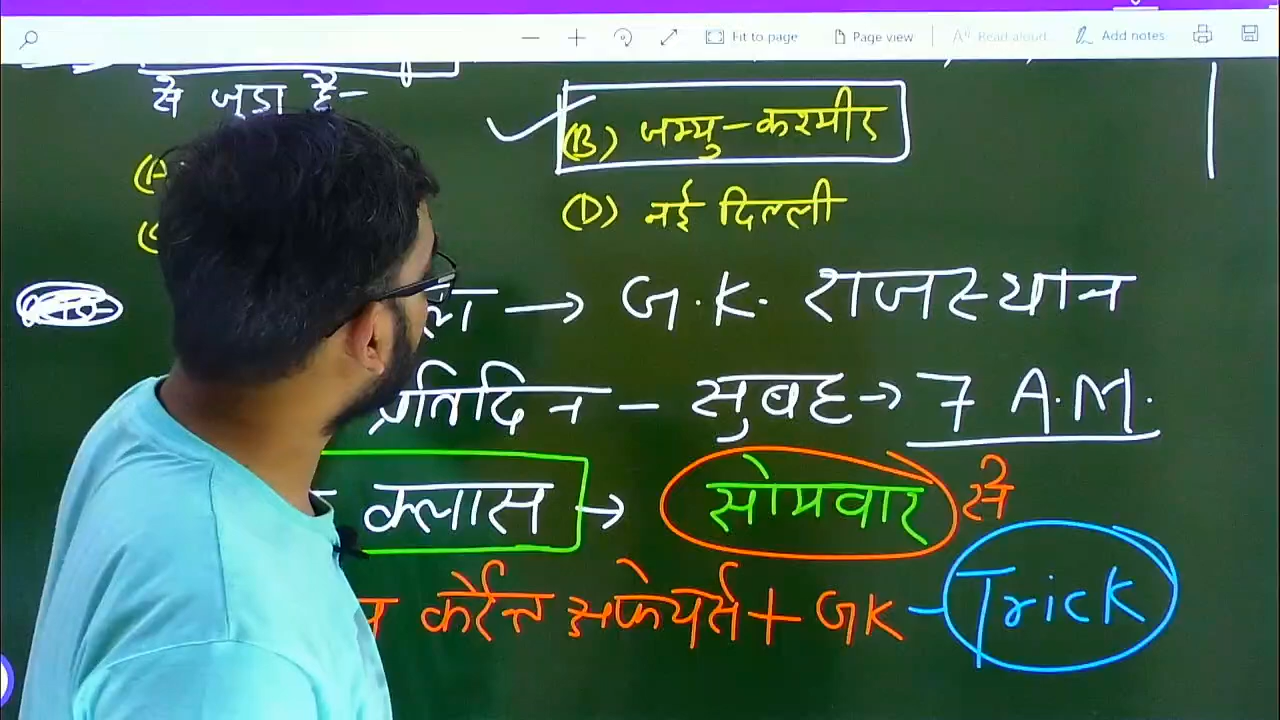 Fit to page Page view Read aloud Add notes
से जुडा है-
(B) जम्मु-कश्मीर
(D) नई दिल्ली
→ G.K. राजस्थान
प्रतिदिन - सुबह → 7 A.M.
क्लास → सोमवार से
करैन्ट अफेयर्स + GK - Trick